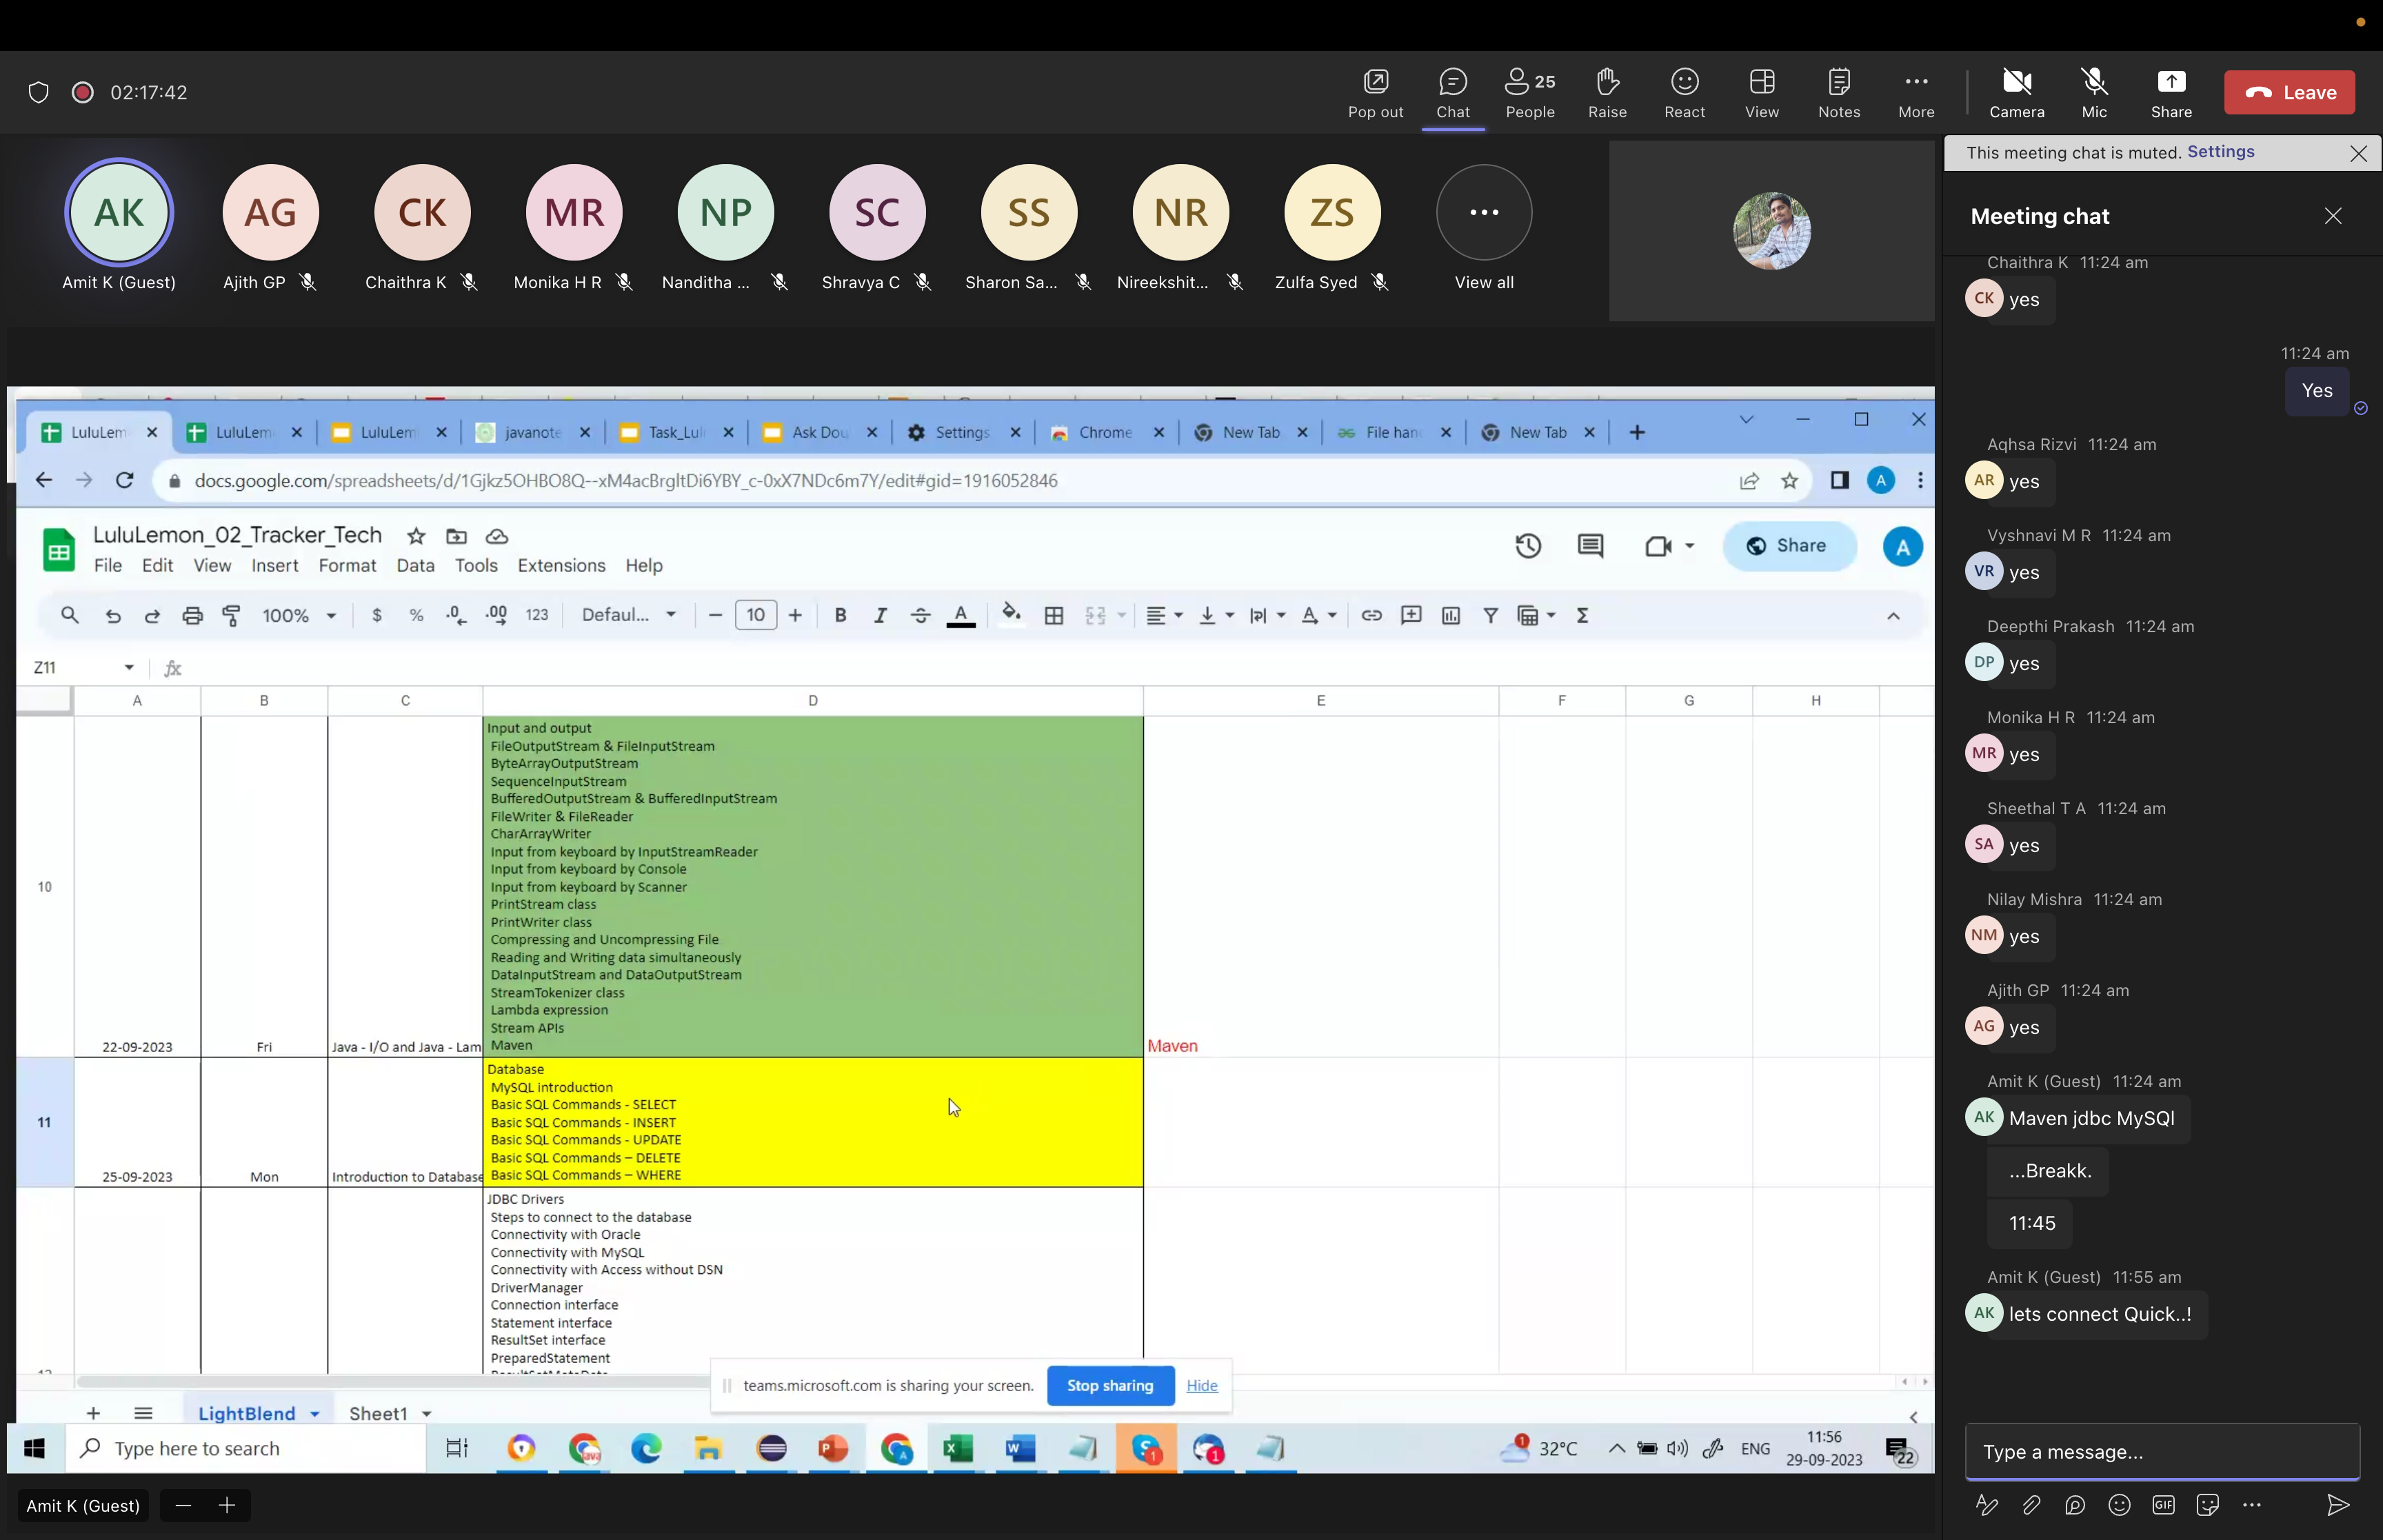 02:17:42
Pop out
Chat
25
People
Raise
React
View
Notes
More
Camera
Mic
Share
Leave
AK
AG
CK
MR
NP
SC
SS
NR
ZS
Amit K (Guest)
Ajith GP
Chaithra K
Monika H R
Nanditha ...
Shravya C
Sharon Sa...
Nireekshit...
Zulfa Syed
View all
LuluLem
LuluLem
LuluLem
javanote
Task_Lul
Ask Dou
Settings
Chrome
New Tab
File han
New Tab
docs.google.com/spreadsheets/d/1Gjkz5OHBO8Q--xM4acBrgltDi6YBY_c-0xX7NDc6m7Y/edit#gid=1916052846
A
LuluLemon_02_Tracker_Tech
File Edit View Insert Format Data Tools Extensions Help
Share
A
100%
$ % .0 .00 123
Defaul...
10
B I A
Z11
fx
A B C D E F G H
Input and output
FileOutputStream & FileInputStream
ByteArrayOutputStream
SequenceInputStream
BufferedOutputStream & BufferedInputStream
FileWriter & FileReader
CharArrayWriter
Input from keyboard by InputStreamReader
Input from keyboard by Console
10
Input from keyboard by Scanner
PrintStream class
PrintWriter class
Compressing and Uncompressing File
Reading and Writing data simultaneously
DataInputStream and DataOutputStream
StreamTokenizer class
Lambda expression
Stream APIs
22-09-2023 Fri Java - I/O and Java - Lam Maven Maven
Database
MySQL introduction
Basic SQL Commands - SELECT
11 Basic SQL Commands - INSERT
Basic SQL Commands - UPDATE
Basic SQL Commands – DELETE
25-09-2023 Mon Introduction to Database Basic SQL Commands – WHERE
JDBC Drivers
Steps to connect to the database
Connectivity with Oracle
Connectivity with MySQL
Connectivity with Access without DSN
DriverManager
Connection interface
Statement interface
ResultSet interface
PreparedStatement
teams.microsoft.com is sharing your screen.
Stop sharing
Hide
LightBlend
Sheet1
Type here to search
1
1
1
32°C
ENG
11:56
29-09-2023
22
Amit K (Guest)
This meeting chat is muted. Settings
Meeting chat
Chaithra K 11:24 am
CK yes
11:24 am
Yes
Aqhsa Rizvi 11:24 am
AR yes
Vyshnavi M R 11:24 am
VR yes
Deepthi Prakash 11:24 am
DP yes
Monika H R 11:24 am
MR yes
Sheethal T A 11:24 am
SA yes
Nilay Mishra 11:24 am
NM yes
Ajith GP 11:24 am
AG yes
Amit K (Guest) 11:24 am
AK Maven jdbc MySQl
...Breakk.
11:45
Amit K (Guest) 11:55 am
AK lets connect Quick..!
Type a message...
GIF